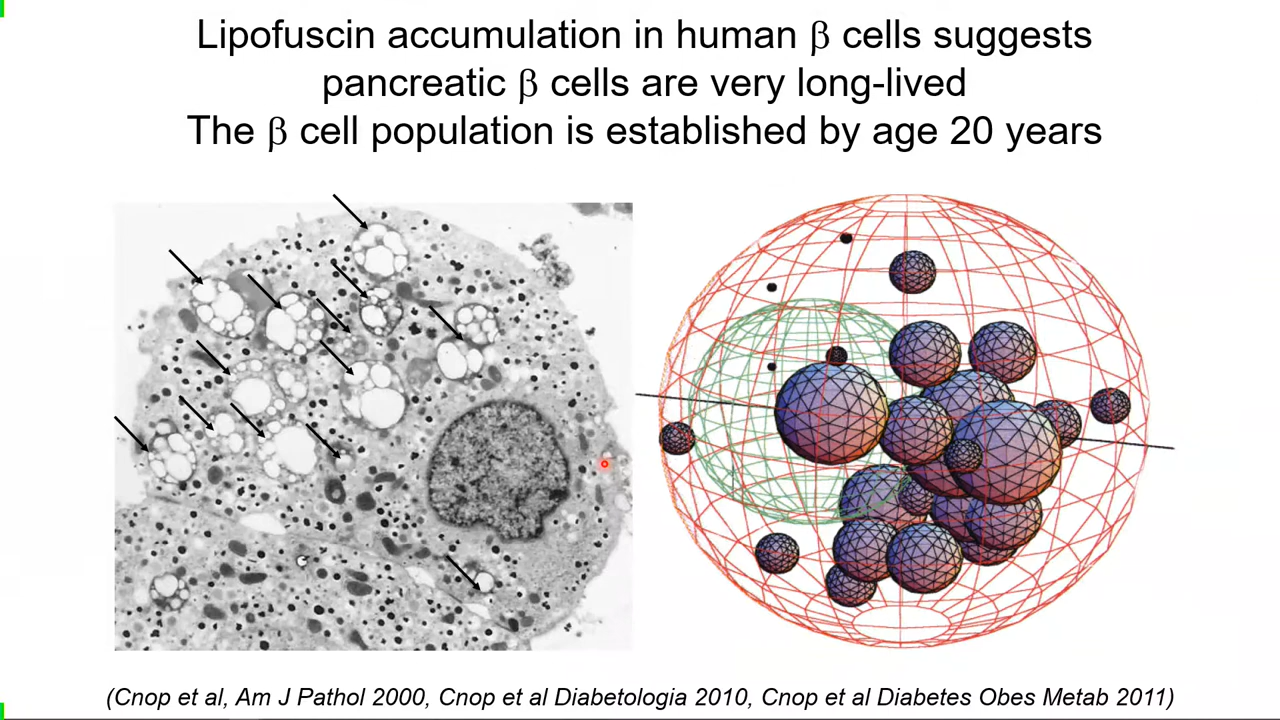 Lipofuscin accumulation in human β cells suggests
pancreatic β cells are very long-lived
The β cell population is established by age 20 years
(Cnop et al, Am J Pathol 2000, Cnop et al Diabetologia 2010, Cnop et al Diabetes Obes Metab 2011)